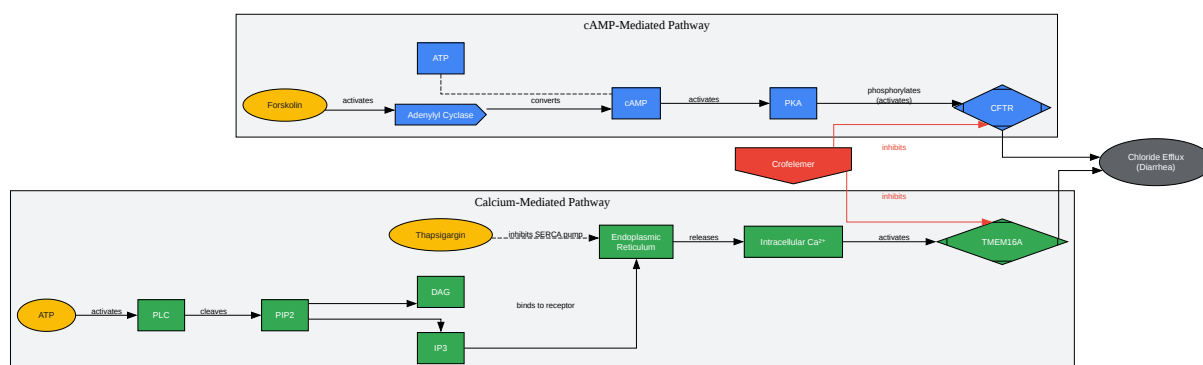 cAMP-Mediated Pathway
ATP
Forskolin
activates
Adenylyl Cyclase
converts
cAMP
activates
PKA
phosphorylates
(activates)
CFTR
inhibits
Crofelemer
Chloride Efflux
(Diarrhea)
inhibits
Calcium-Mediated Pathway
Thapsigargin
inhibits SERCA pump
Endoplasmic
Reticulum
releases
Intracellular Ca²⁺
activates
TMEM16A
DAG
binds to receptor
ATP
activates
PLC
cleaves
PIP2
IP3